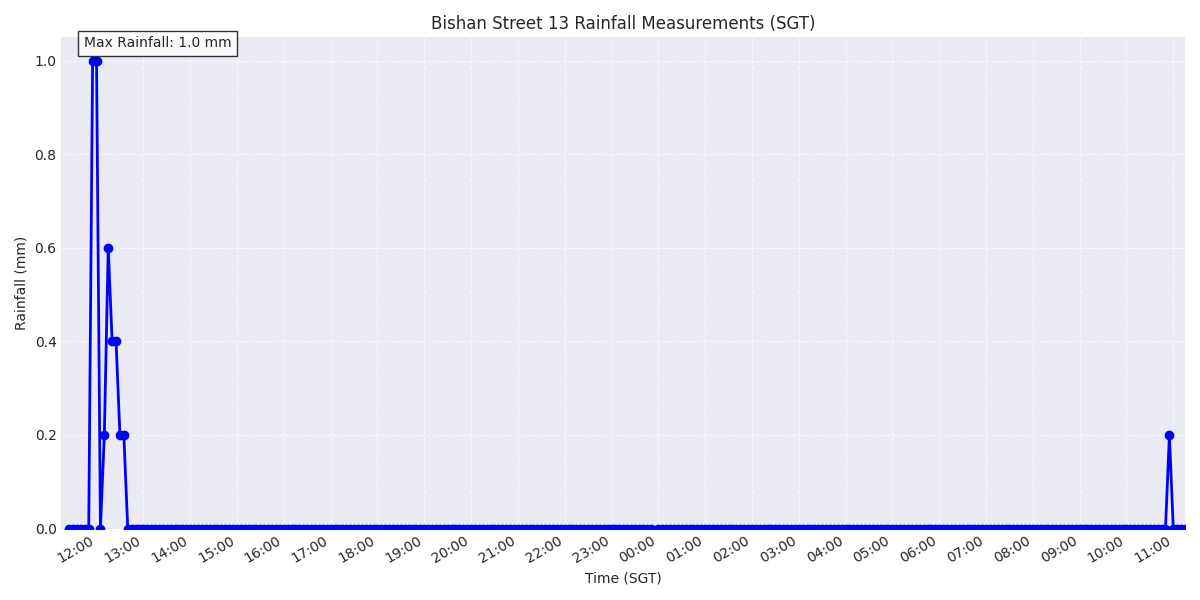 Bishan Street 13 Rainfall Measurements (SGT)
Max Rainfall: 1.0 mm
1.0
0.8
0.6
0.4
0.2
0.0
Rainfall (mm)
12:00 13:00 14:00 15:00 16:00 17:00 18:00 19:00 20:00 21:00 22:00 23:00 00:00 01:00 02:00 03:00 04:00 05:00 06:00 07:00 08:00 09:00 10:00 11:00
Time (SGT)